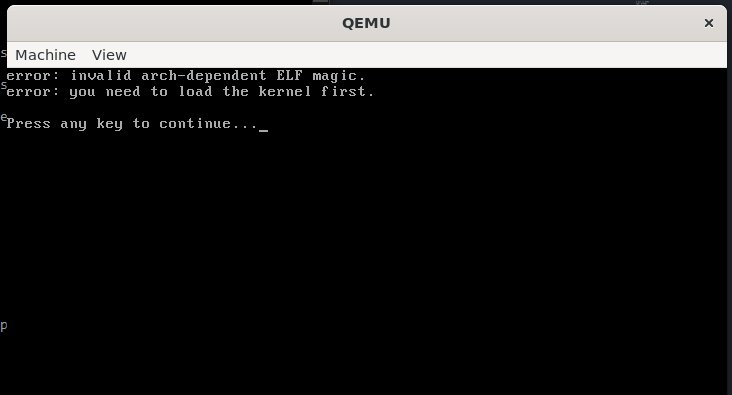 QEMU
×
Machine View
s
error: invalid arch-dependent ELF magic.
s
error: you need to load the kernel first.
e
Press any key to continue..._
p